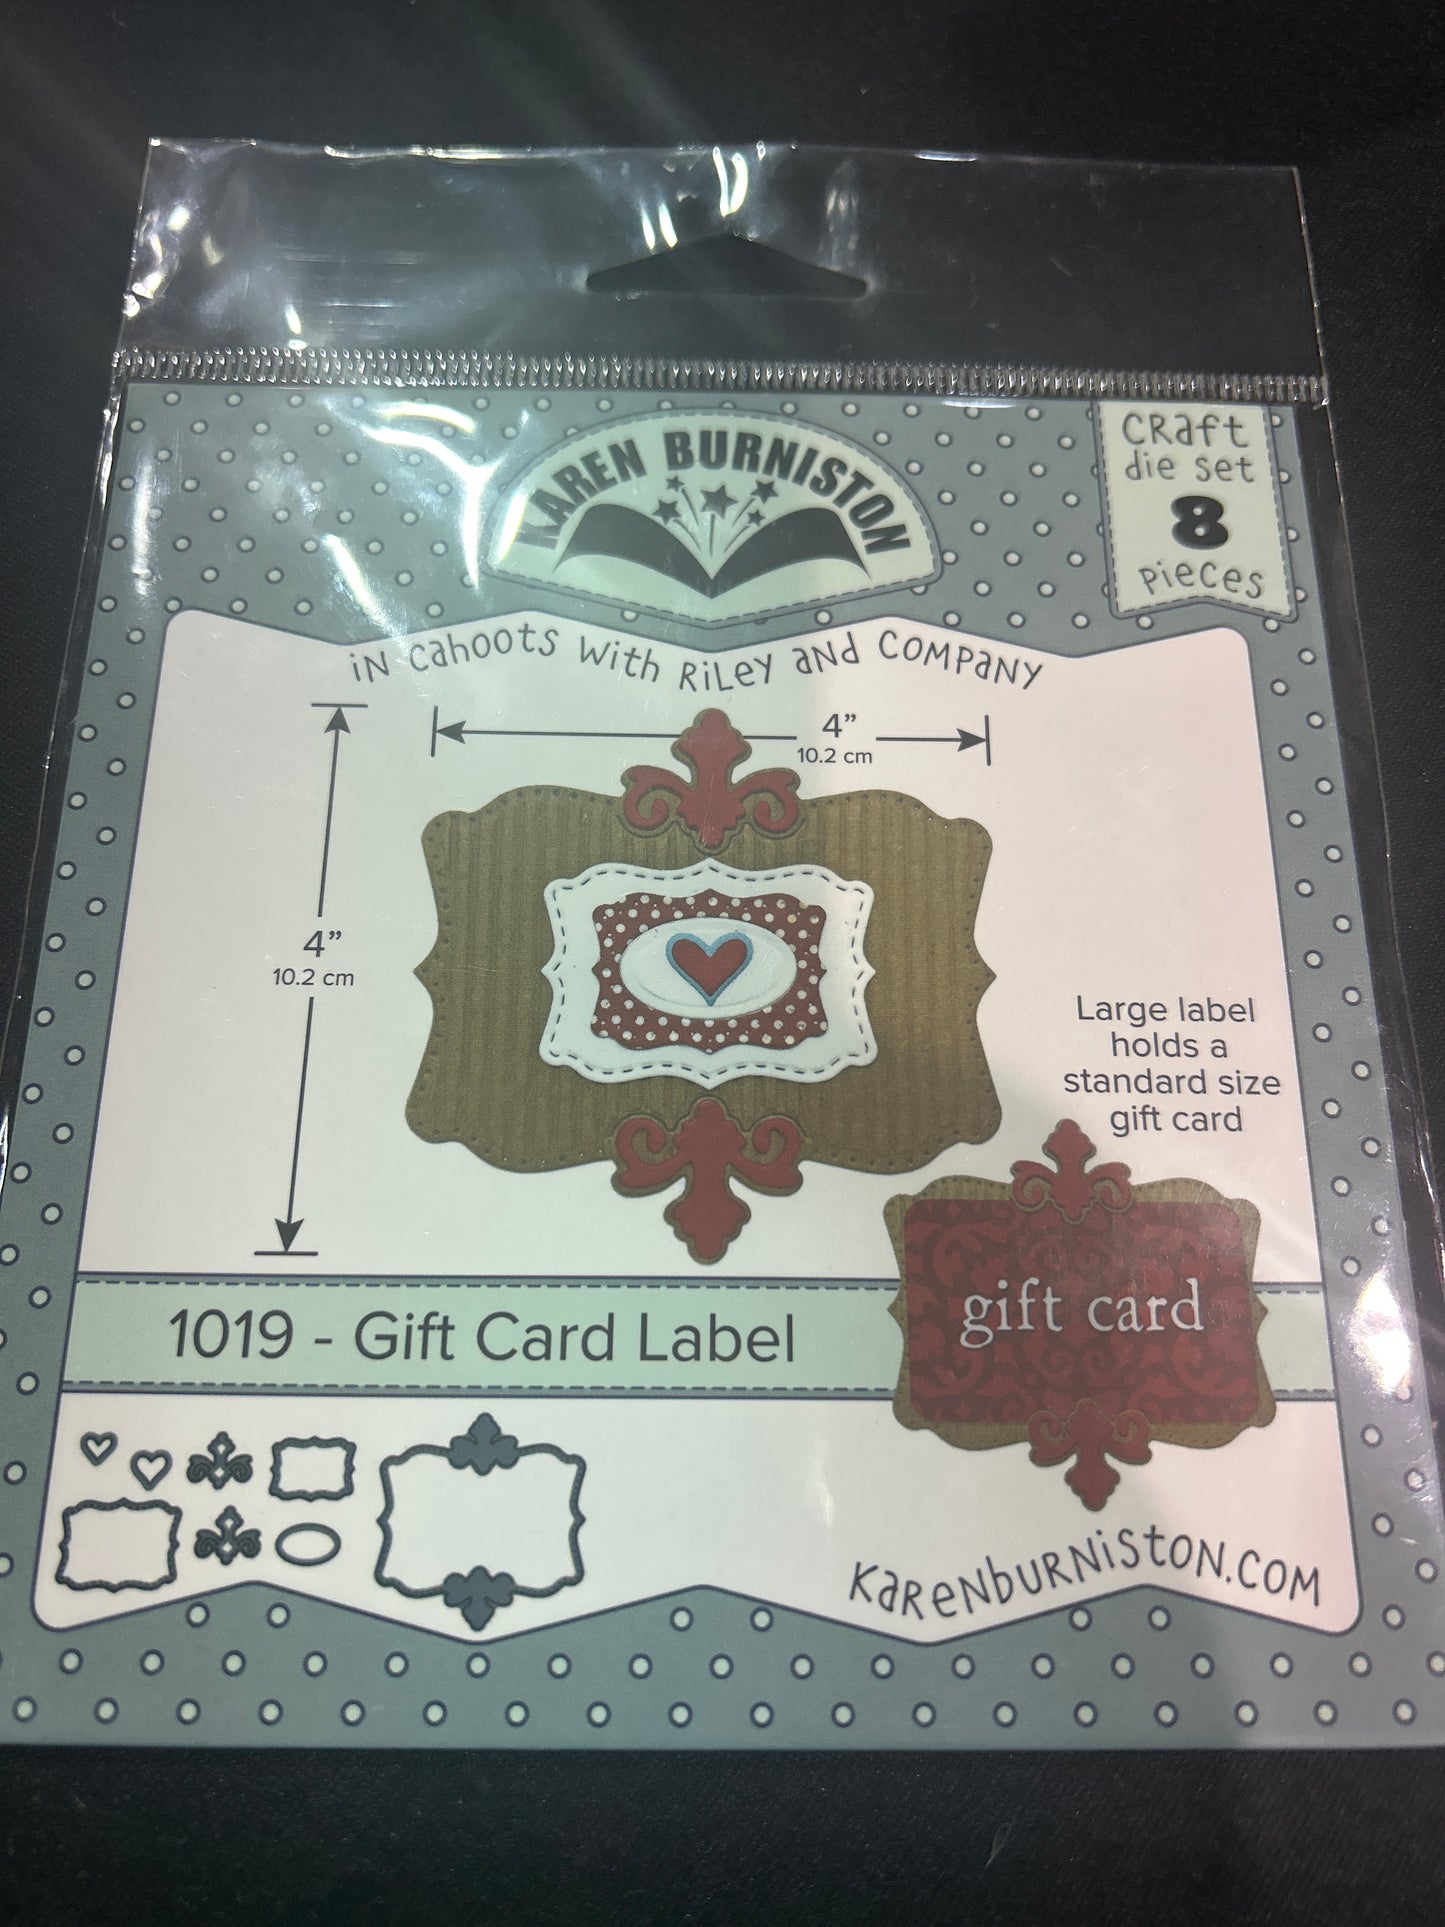 KAREN BURNISTON
CRaft
die set
8
pieces
iN caHootS With RiLeY aNd COMPaNY
4”
10.2 cm
4”
10.2 cm
Large label
holds a
standard size
gift card
gift card
1019 - Gift Card Label
KaReNbURNiStON.COM